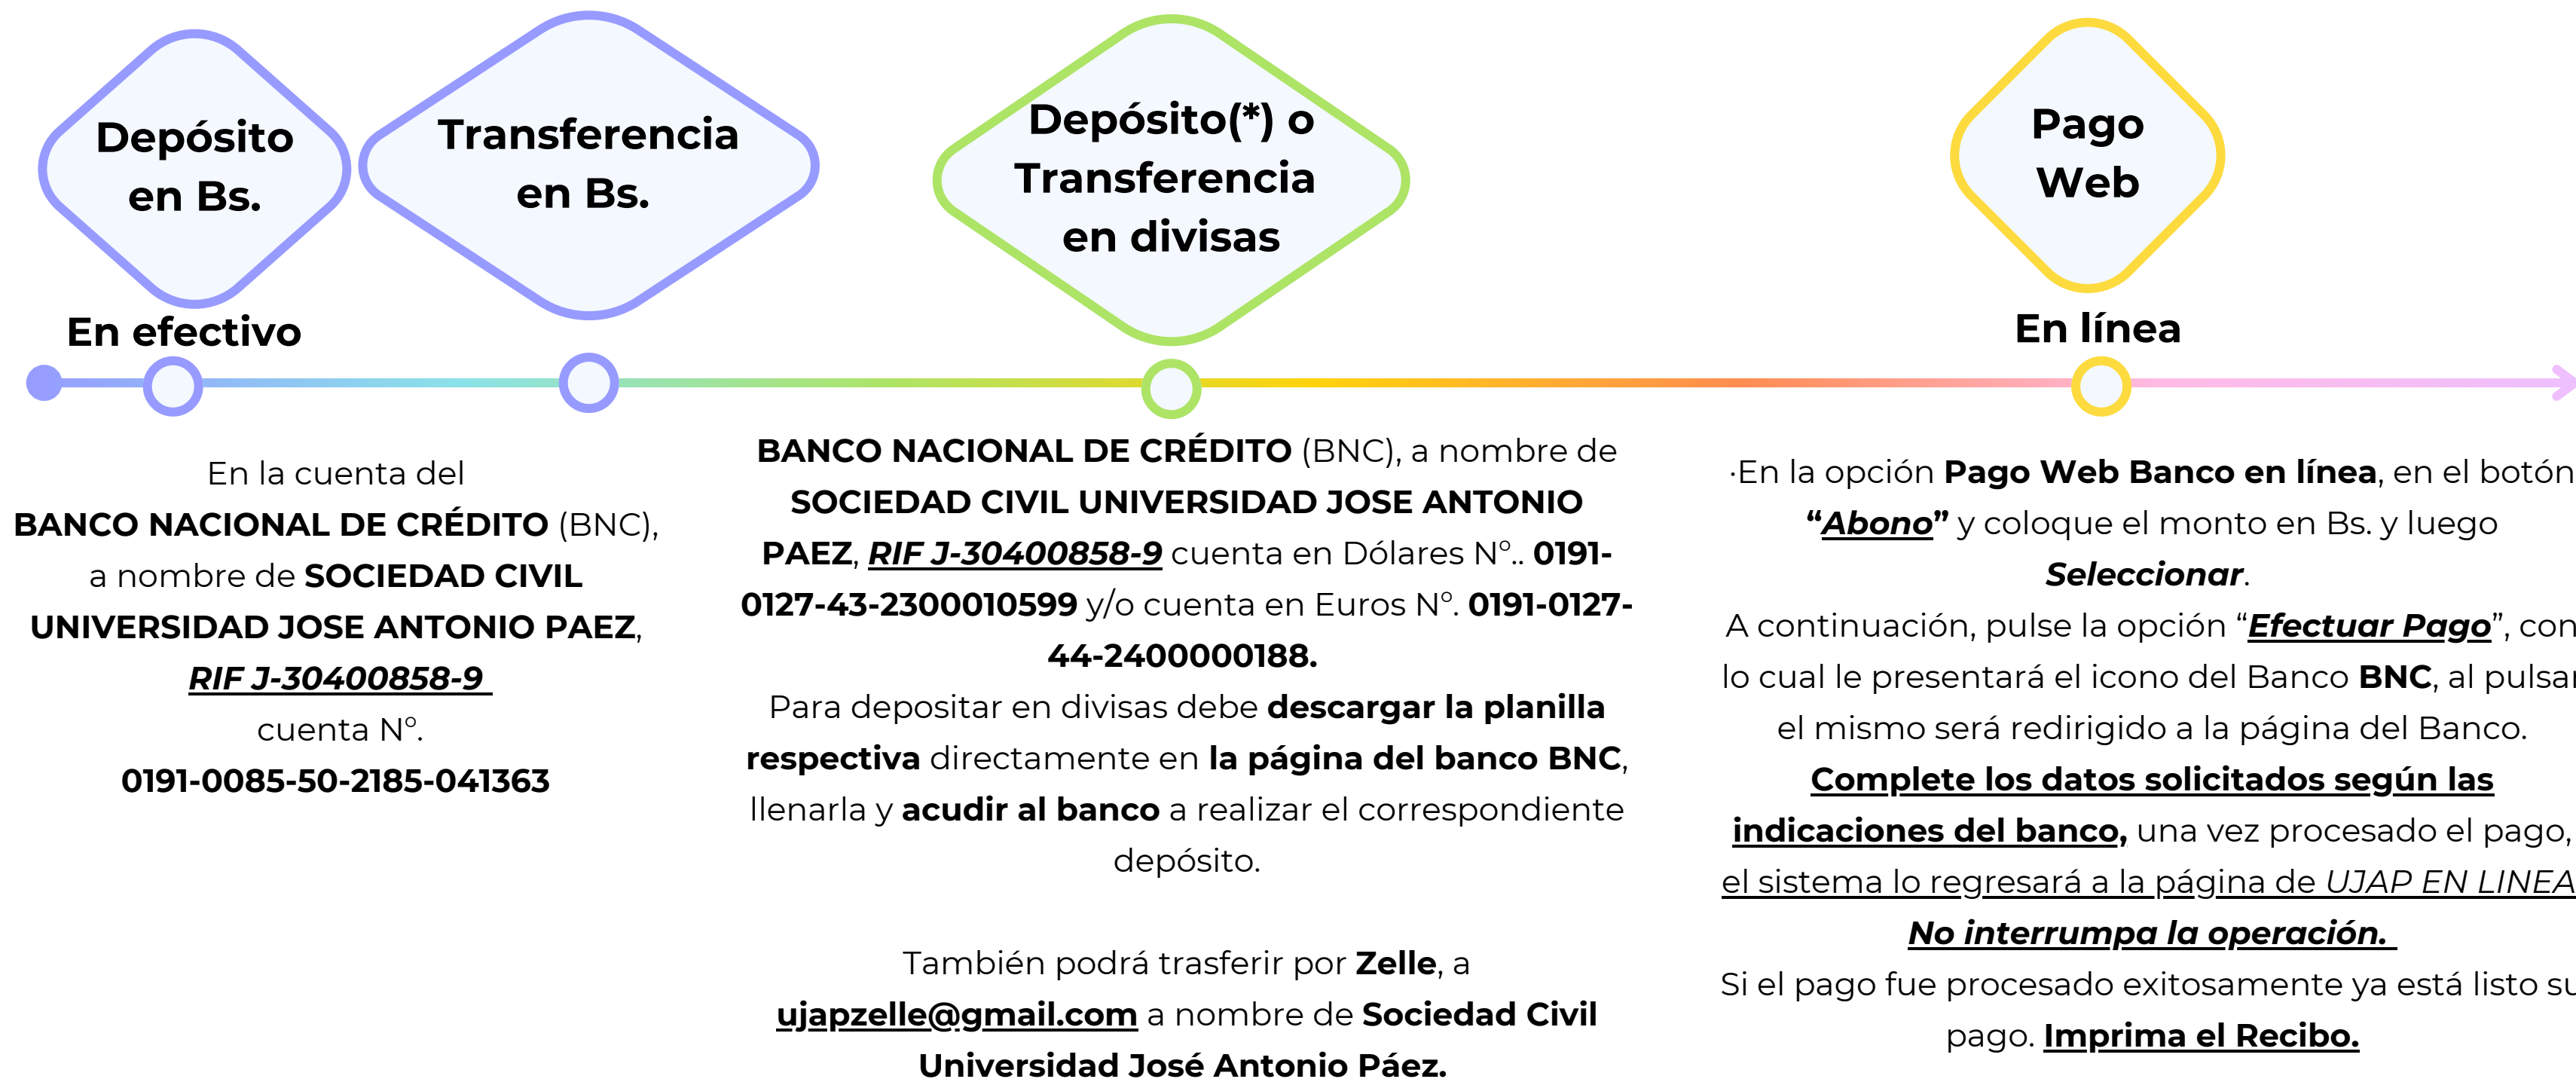 Depósito
en Bs.
En efectivo
Transferencia
en Bs.
Depósito(*) o
Transferencia
en divisas
Pago
Web
En línea
En la cuenta del
BANCO NACIONAL DE CRÉDITO (BNC),
a nombre de SOCIEDAD CIVIL
UNIVERSIDAD JOSE ANTONIO PAEZ,
RIF J-30400858-9
cuenta N°.
0191-0085-50-2185-041363
BANCO NACIONAL DE CRÉDITO (BNC), a nombre de
SOCIEDAD CIVIL UNIVERSIDAD JOSE ANTONIO
PAEZ, RIF J-30400858-9 cuenta en Dólares N°.. 0191-
0127-43-2300010599 y/o cuenta en Euros N°. 0191-0127-
44-2400000188.
Para depositar en divisas debe descargar la planilla
respectiva directamente en la página del banco BNC,
llenarla y acudir al banco a realizar el correspondiente
depósito.
También podrá trasferir por Zelle, a
ujapzelle@gmail.com a nombre de Sociedad Civil
Universidad José Antonio Páez.
·En la opción Pago Web Banco en línea, en el botón
“Abono” y coloque el monto en Bs. y luego
Seleccionar.
A continuación, pulse la opción “Efectuar Pago”, con
lo cual le presentará el icono del Banco BNC, al pulsar
el mismo será redirigido a la página del Banco.
Complete los datos solicitados según las
indicaciones del banco, una vez procesado el pago,
el sistema lo regresará a la página de UJAP EN LINEA
No interrumpa la operación.
Si el pago fue procesado exitosamente ya está listo su
pago. Imprima el Recibo.